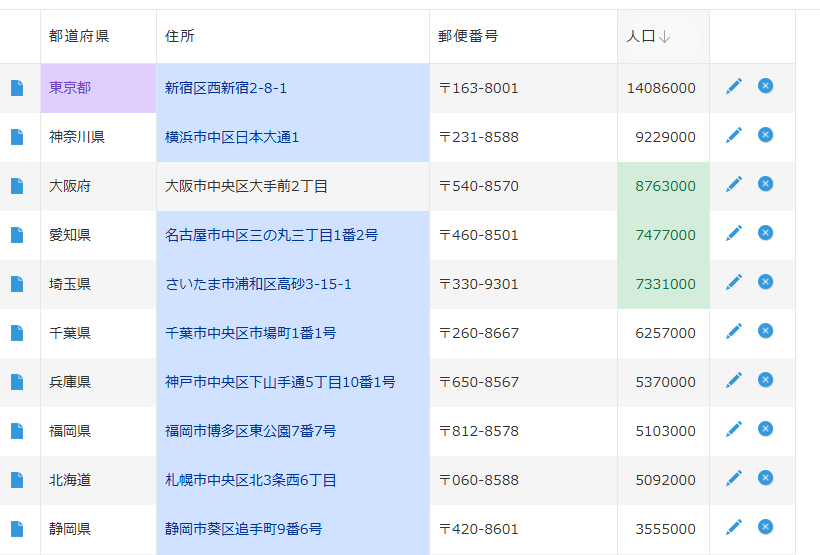 都道府県 住所 郵便番号 人口↓
東京都 新宿区西新宿2-8-1 〒163-8001 14086000
神奈川県 横浜市中区日本大通1 〒231-8588 9229000
大阪府 大阪市中央区大手前2丁目 〒540-8570 8763000
愛知県 名古屋市中区三の丸三丁目1番2号 〒460-8501 7477000
埼玉県 さいたま市浦和区高砂3-15-1 〒330-9301 7331000
千葉県 千葉市中央区市場町1番1号 〒260-8667 6257000
兵庫県 神戸市中央区下山手通5丁目10番1号 〒650-8567 5370000
福岡県 福岡市博多区東公園7番7号 〒812-8578 5103000
北海道 札幌市中央区北3条西6丁目 〒060-8588 5092000
静岡県 静岡市葵区追手町9番6号 〒420-8601 3555000